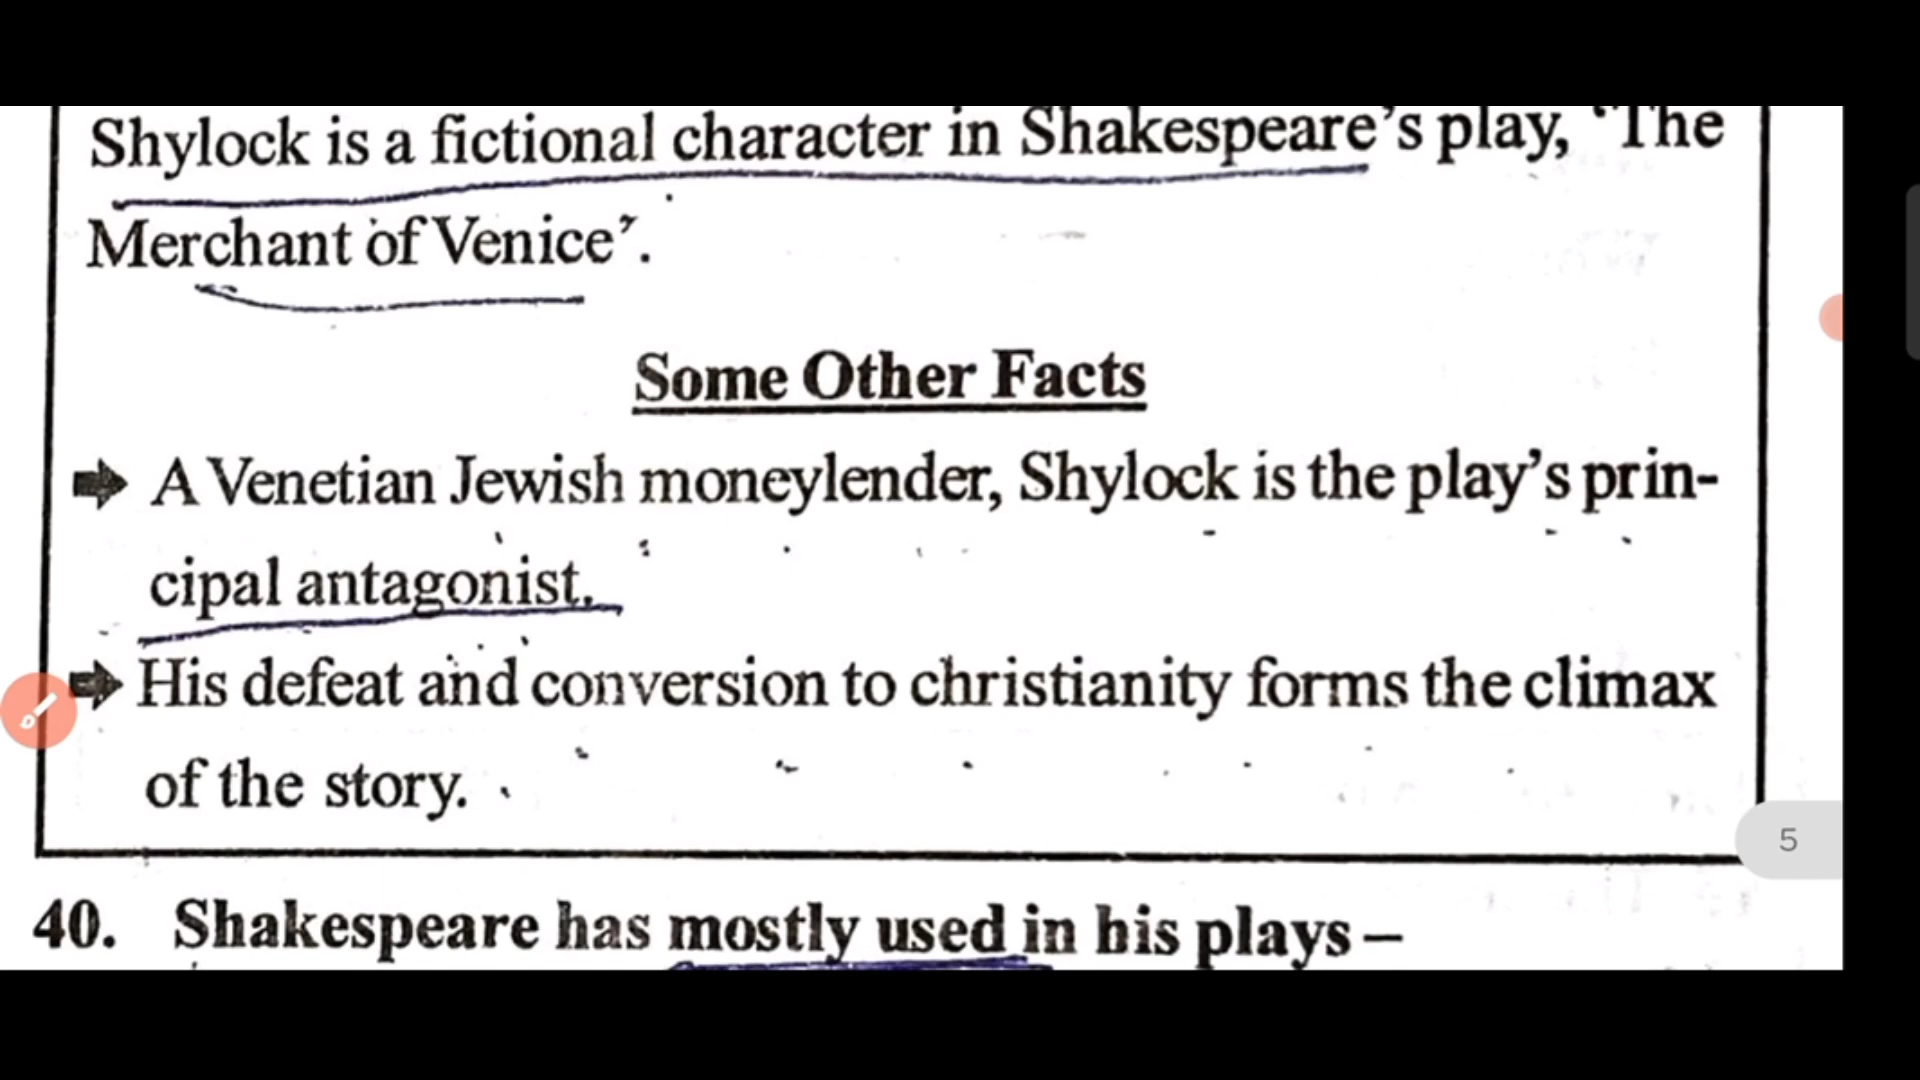 Shylock is a fictional character in Shakespeare's play, 'The
Merchant of Venice'.
Some Other Facts
A Venetian Jewish moneylender, Shylock is the play's prin-
cipal antagonist.
His defeat and conversion to christianity forms the climax
of the story.
5
40. Shakespeare has mostly used in his plays –